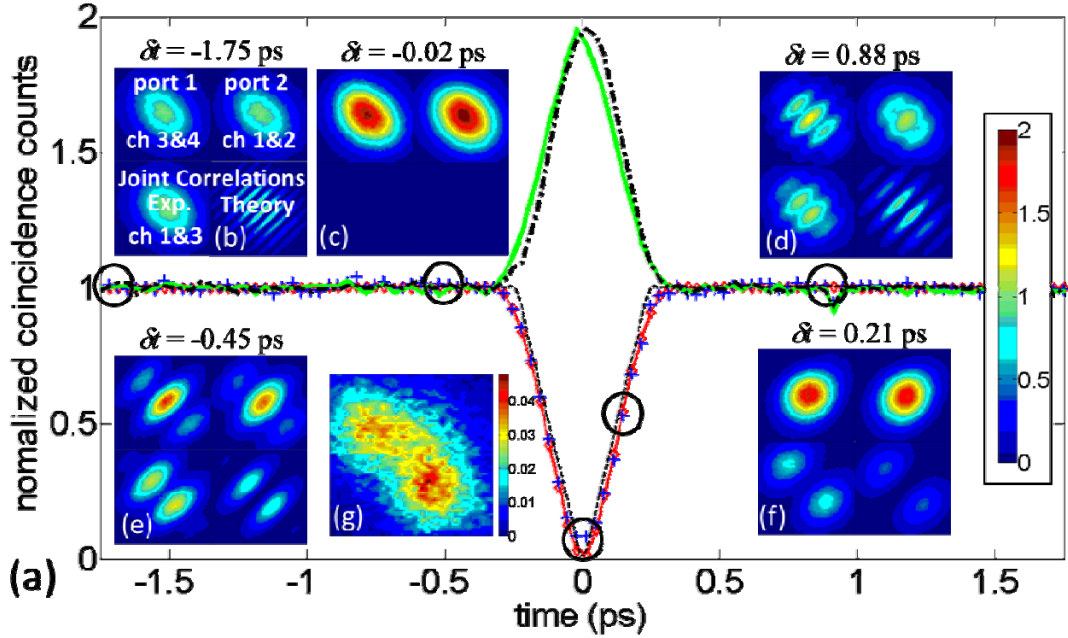 2
δt = -1.75 ps
δt = -0.02 ps
δt = 0.88 ps
port 1 port 2
ch 3&4 ch 1&2
Joint Correlations
Exp. Theory
ch 1&3 (b)
(c)
(d)
2
1.5
1
0.5
0
1.5
1
0.5
0
nomalized coincidence counts
δt = -0.45 ps
δt = 0.21 ps
(e)
(g)
0.04
0.03
0.02
0.01
0
(f)
(a)
-1.5 -1 -0.5 0 0.5 1 1.5
time (ps)